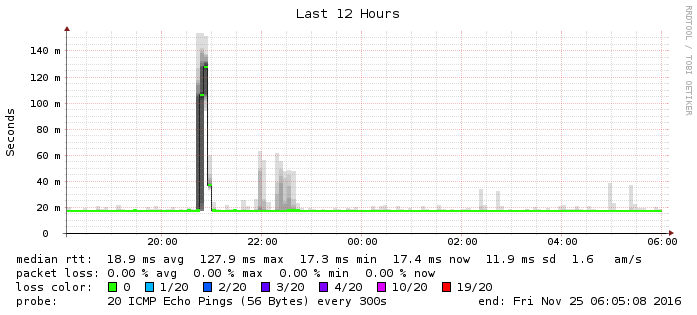 Last 12 Hours
RRDTOOL / TOBI OETIKER
Seconds
140 m
120 m
100 m
80 m
60 m
40 m
20 m
0
20:00 22:00 00:00 02:00 04:00 06:00
median rtt: 18.9 ms avg 127.9 ms max 17.3 ms min 17.4 ms now 11.9 ms sd 1.6 am/s
packet loss: 0.00 % avg 0.00 % max 0.00 % min 0.00 % now
loss color: 0 1/20 2/20 3/20 4/20 10/20 19/20
probe: 20 ICMP Echo Pings (56 Bytes) every 300s end: Fri Nov 25 06:05:08 2016